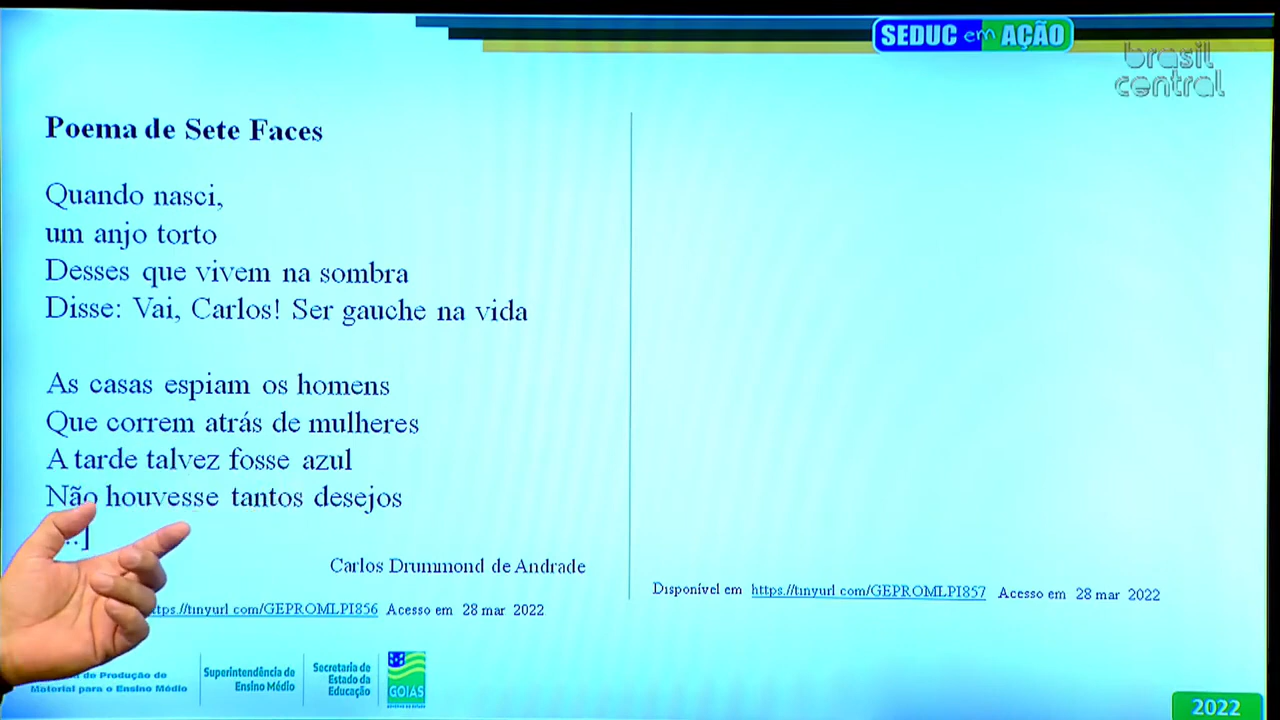 SEDUC em AÇÃO
brasil
central
Poema de Sete Faces
Quando nasci,
um anjo torto
Desses que vivem na sombra
Disse: Vai, Carlos! Ser gauche na vida
As casas espiam os homens
Que correm atrás de mulheres
A tarde talvez fosse azul
Não houvesse tantos desejos
..]
Carlos Drummond de Andrade
ttps://tinyurl com/GEPROMLPI856 Acesso em 28 mar 2022
Disponível em https://tinyurl com/GEPROMLPI857 Acesso em 28 mar 2022
de Produção de
Material para o Ensino Médio
Superintendência de
Ensino Médio
Secretaria de
Estado da
Educação
GOIÁS
2022